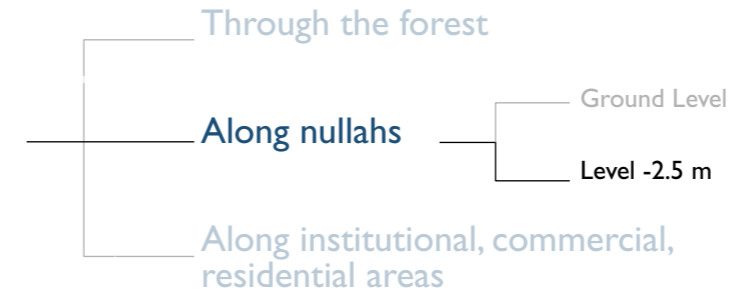 Through the forest
Along nullahs
Ground Level
Level -2.5 m
Along institutional, commercial,
residential areas